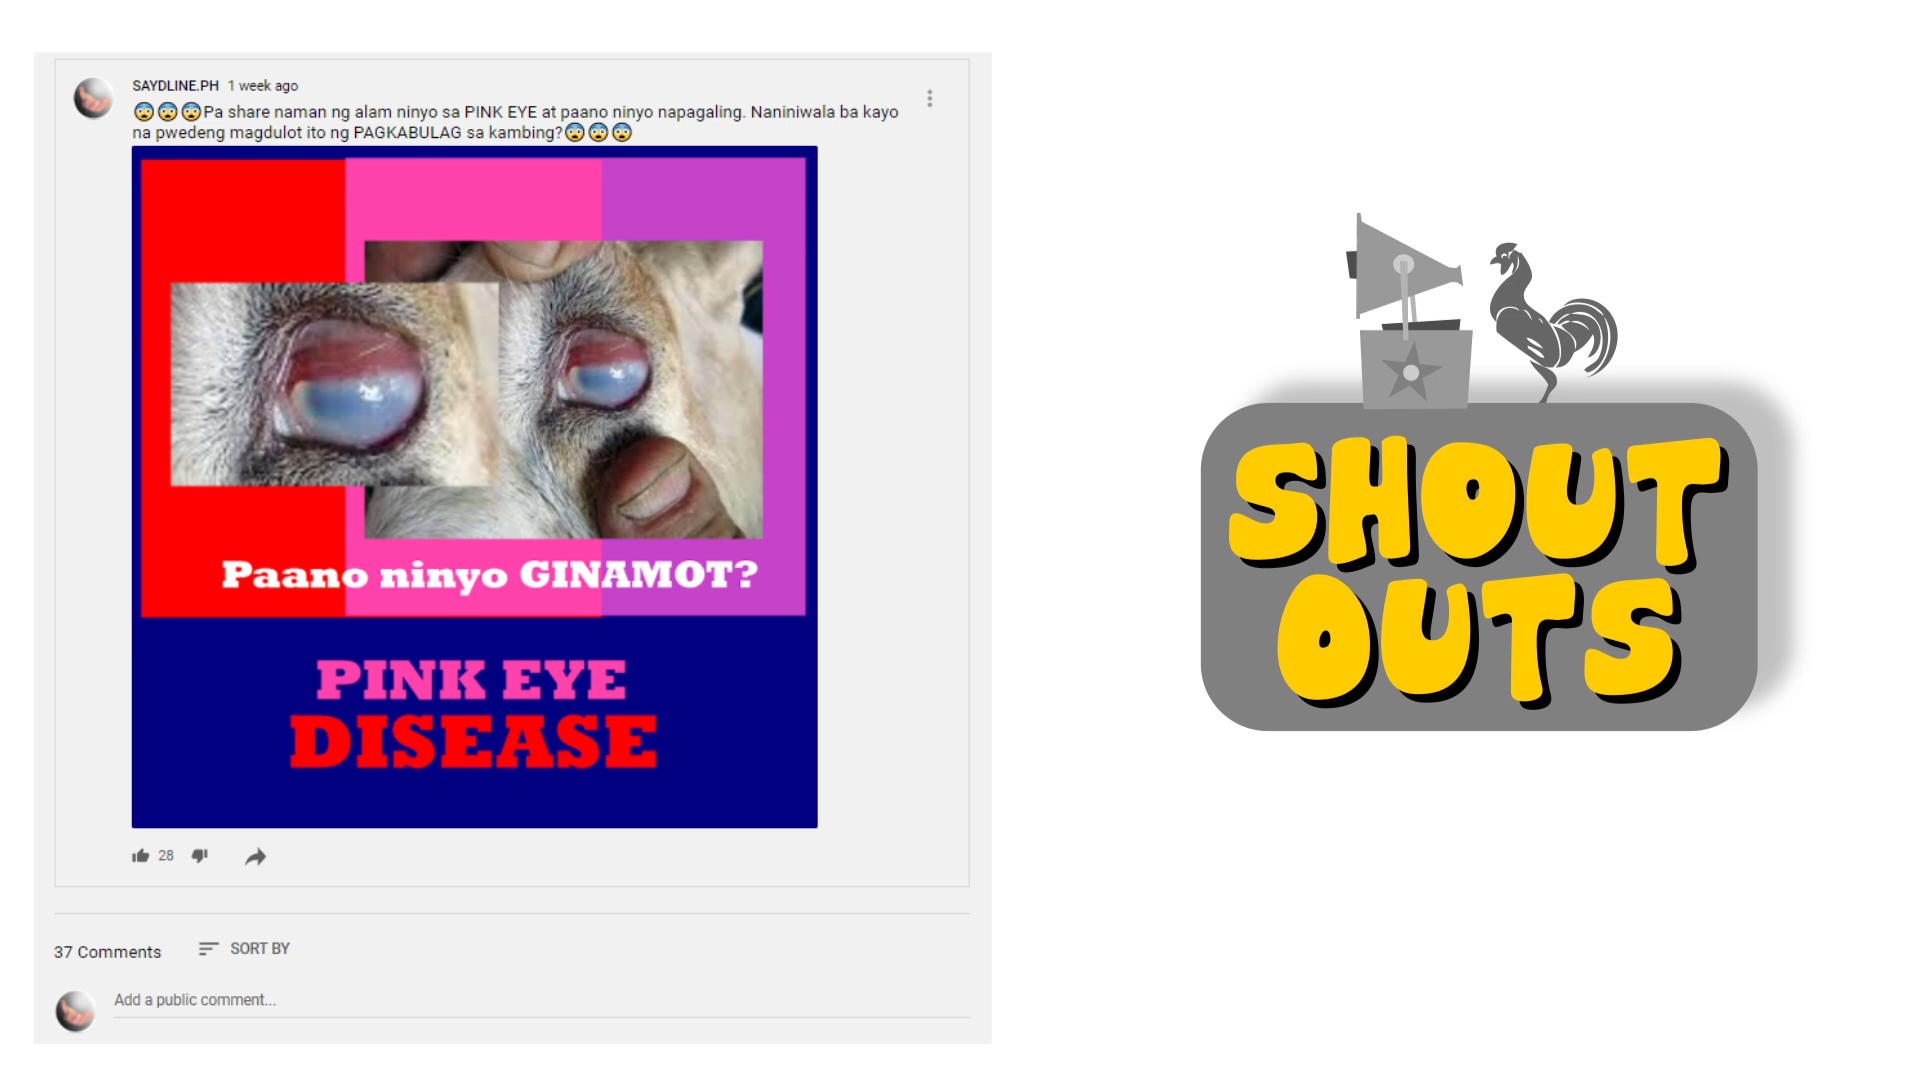 SAYDLINE.PH 1 week ago
😨😨😨Pa share naman ng alam ninyo sa PINK EYE at paano ninyo napagaling. Naniniwala ba kayo
na pwedeng magdulot ito ng PAGKABULAG sa kambing?😨😨😨
Paano ninyo GINAMOT?
PINK EYE
DISEASE
28
37 Comments SORT BY
Add a public comment...
SHOUT
OUTS